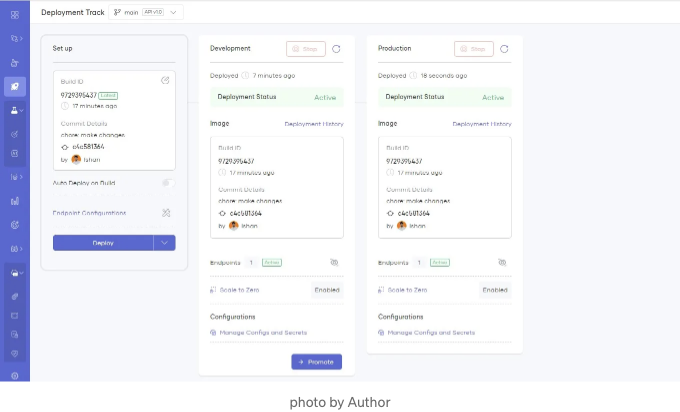 Deployment Track
main
API v1.0
Set up
Build ID
9729395437 Latest
17 minutes ago
Commit Details
chore: make changes
c4c581364
by Ishan
Auto Deploy on Build
Endpoint Configurations
Deploy
Development
Stop
Deployed 7 minutes ago
Deployment Status Active
Image Deployment History
Build ID
9729395437
17 minutes ago
Commit Details
chore: make changes
c4c581364
by Ishan
Endpoints 1 Active
Scale to Zero Enabled
Configurations
Manage Configs and Secrets
Promote
Production
Stop
Deployed 18 seconds ago
Deployment Status Active
Image Deployment History
Build ID
9729395437
17 minutes ago
Commit Details
chore: make changes
c4c581364
by Ishan
Endpoints 1 Active
Scale to Zero Enabled
Configurations
Manage Configs and Secrets
photo by Author